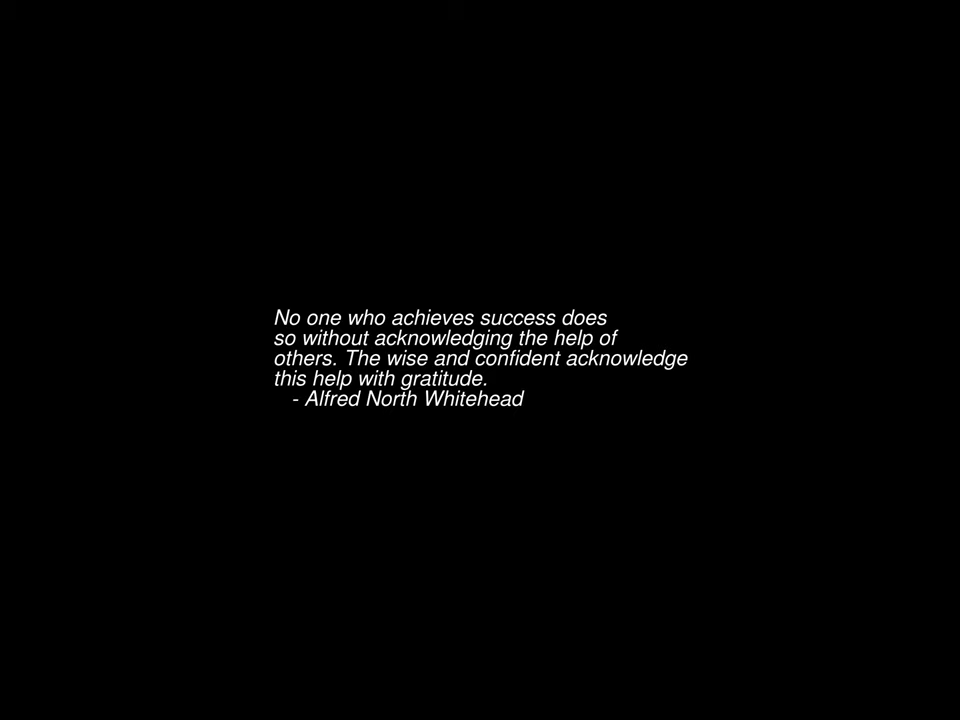 No one who achieves success does
so without acknowledging the help of
others. The wise and confident acknowledge
this help with gratitude.
- Alfred North Whitehead